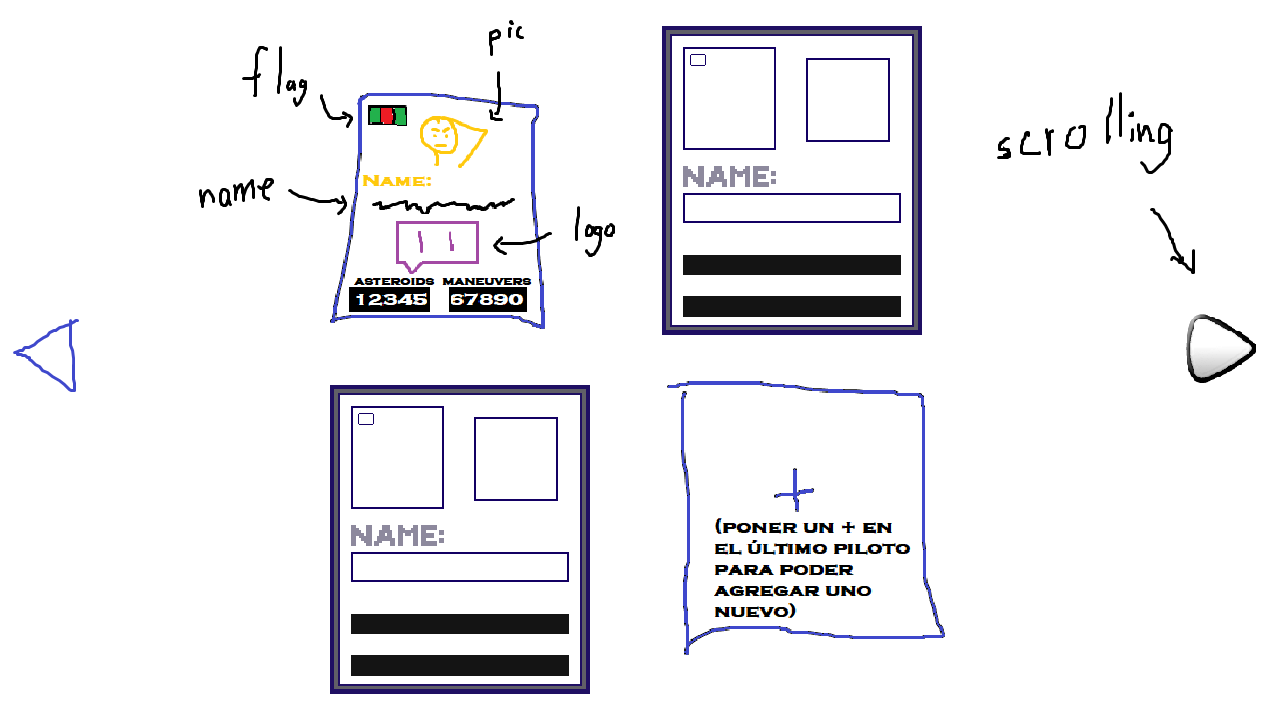 pic
flag
name
NAME:
logo
ASTEROIDS MANEUVERS
12345 67890
NAME:
scrolling
NAME:
+
(PONER UN + EN
EL ÚLTIMO PILOTO
PARA PODER
AGREGAR UNO
NUEVO)